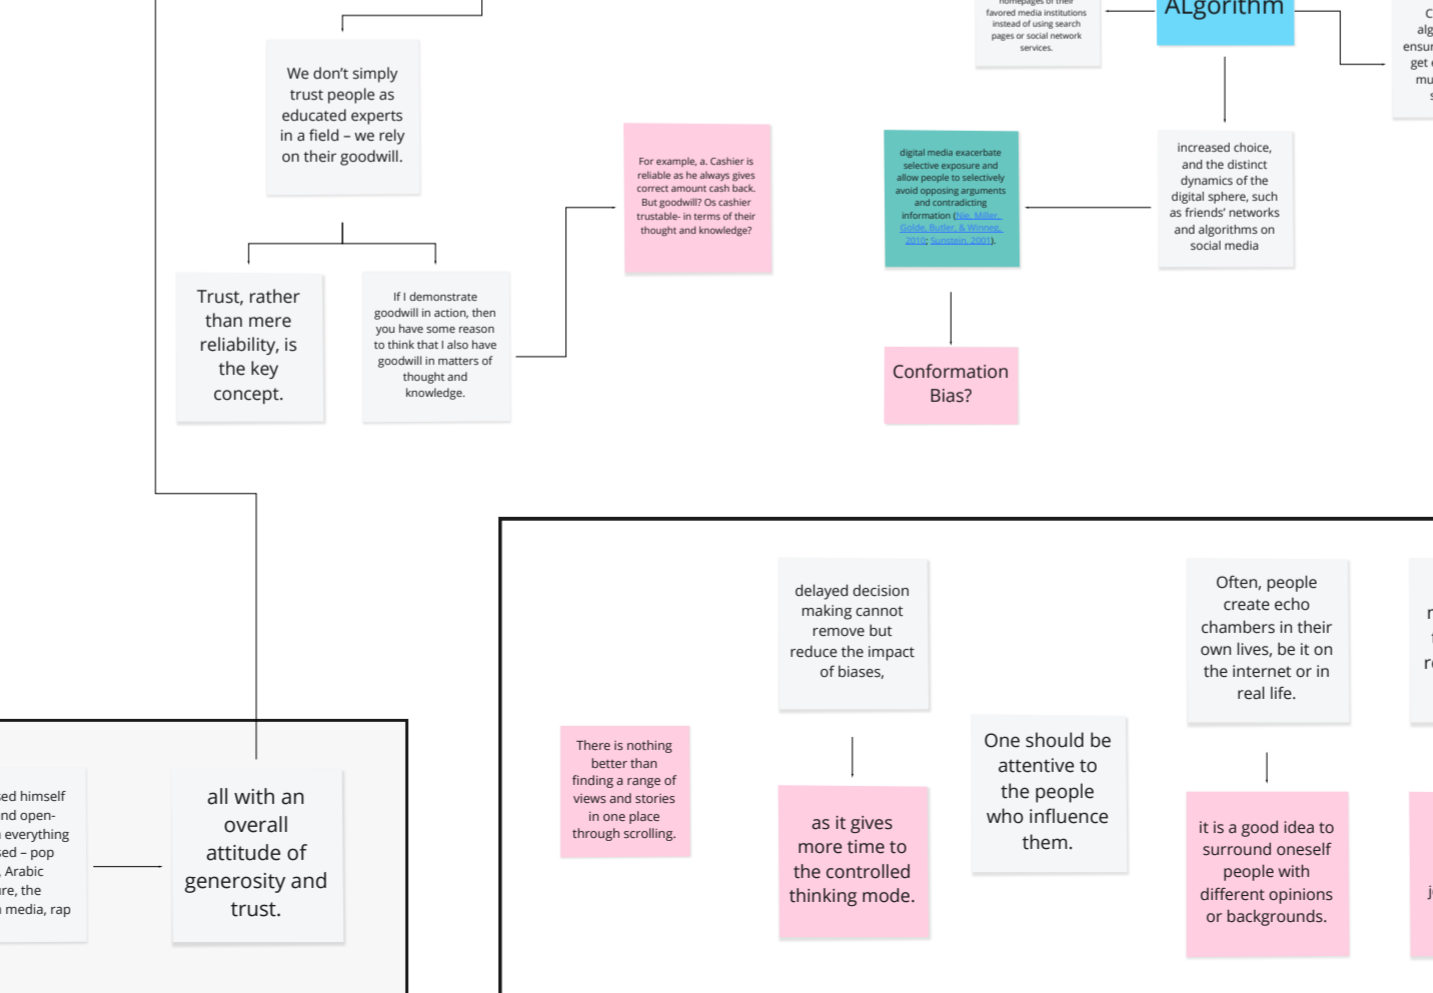 We don't simply
trust people as
educated experts
in a field – we rely
on their goodwill.
Trust, rather
than mere
reliability, is
the key
concept.
If I demonstrate
goodwill in action, then
you have some reason
to think that I also have
goodwill in matters of
thought and
knowledge.
For example, a. Cashier is
reliable as he always gives
correct amount cash back.
But goodwill? Os cashier
trustable- in terms of their
thought and knowledge?
homepages of their
favored media institutions
instead of using search
pages or social network
services.
ALgorithm
C
alg
ensur
get
mu
s
digital media exacerbate
selective exposure and
allow people to selectively
avoid opposing arguments
and contradicting
information (Nie, Miller,
Golde, Butler, & Winneg,
2010; Sunstein, 2001).
increased choice,
and the distinct
dynamics of the
digital sphere, such
as friends' networks
and algorithms on
social media
Conformation
Bias?
sed himself
nd open-
everything
sed – pop
, Arabic
re, the
media, rap
all with an
overall
attitude of
generosity and
trust.
There is nothing
better than
finding a range of
views and stories
in one place
through scrolling.
delayed decision
making cannot
remove but
reduce the impact
of biases,
as it gives
more time to
the controlled
thinking mode.
One should be
attentive to
the people
who influence
them.
Often, people
create echo
chambers in their
own lives, be it on
the internet or in
real life.
it is a good idea to
surround oneself
people with
different opinions
or backgrounds.